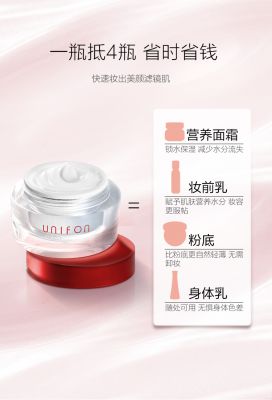 一瓶抵4瓶 省时省钱
快速妆出美颜滤镜肌
UNIFON
=
营养面霜
锁水保湿 减少水分流失
妆前乳
赋予肌肤营养水分 妆容
更服帖
粉底
比粉底更自然轻薄 无需
卸妆
身体乳
随处可用 无惧身体色差